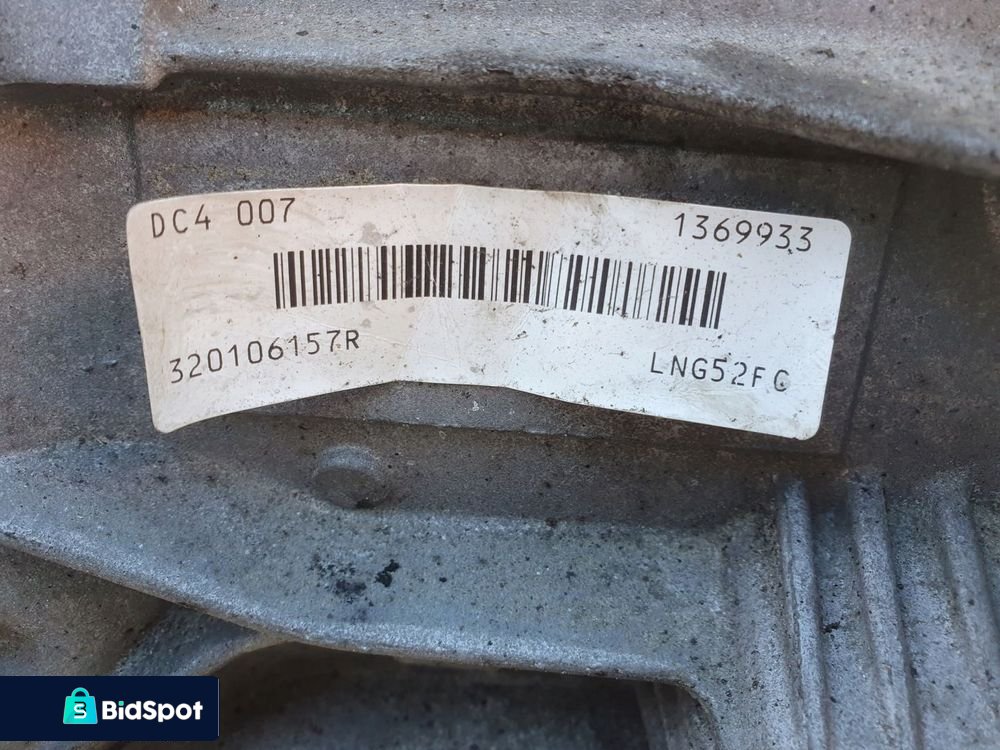 DC4 007
1369933
320106157R
LNG52FC
BidSpot